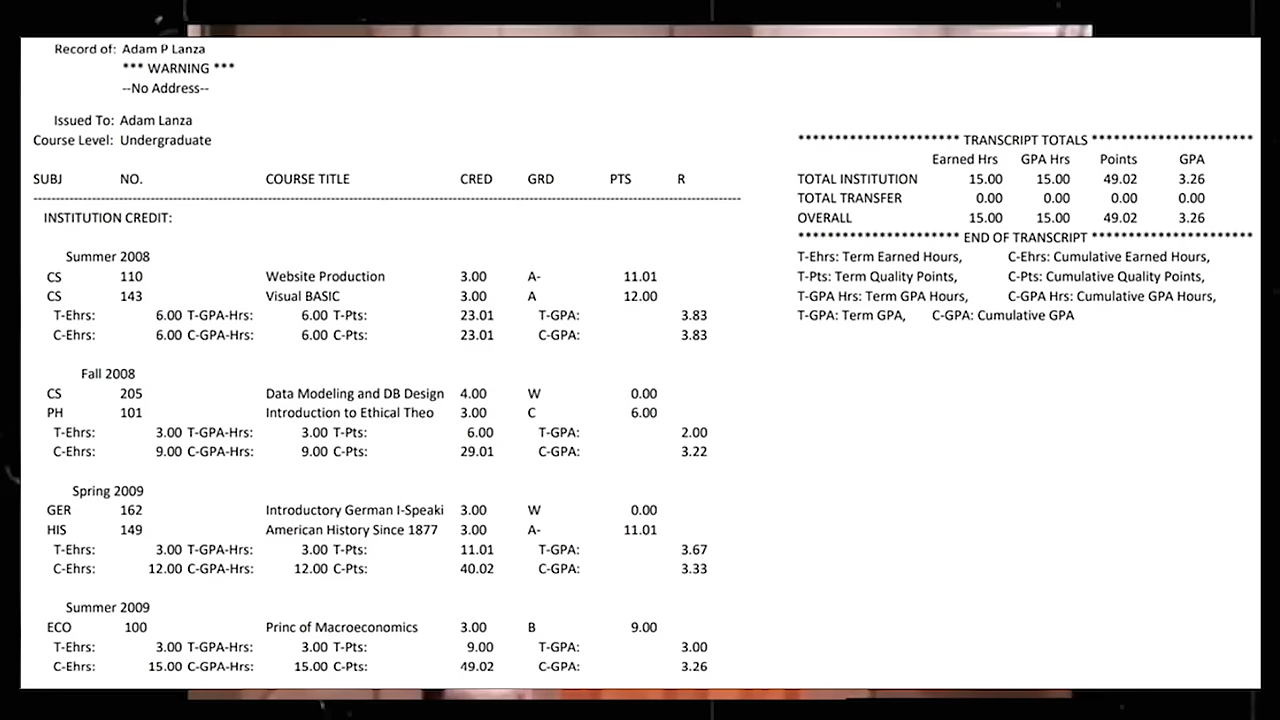 Record of: Adam P Lanza
*** WARNING ***
--No Address--
Issued To: Adam Lanza
Course Level: Undergraduate
SUBJ NO. COURSE TITLE CRED GRD PTS R
--------------------------------------------------------------------------------
INSTITUTION CREDIT:
Summer 2008
CS 110 Website Production 3.00 A- 11.01
CS 143 Visual BASIC 3.00 A 12.00
T-Ehrs: 6.00 T-GPA-Hrs: 6.00 T-Pts: 23.01 T-GPA: 3.83
C-Ehrs: 6.00 C-GPA-Hrs: 6.00 C-Pts: 23.01 C-GPA: 3.83
Fall 2008
CS 205 Data Modeling and DB Design 4.00 W 0.00
PH 101 Introduction to Ethical Theo 3.00 C 6.00
T-Ehrs: 3.00 T-GPA-Hrs: 3.00 T-Pts: 6.00 T-GPA: 2.00
C-Ehrs: 9.00 C-GPA-Hrs: 9.00 C-Pts: 29.01 C-GPA: 3.22
Spring 2009
GER 162 Introductory German I-Speaki 3.00 W 0.00
HIS 149 American History Since 1877 3.00 A- 11.01
T-Ehrs: 3.00 T-GPA-Hrs: 3.00 T-Pts: 11.01 T-GPA: 3.67
C-Ehrs: 12.00 C-GPA-Hrs: 12.00 C-Pts: 40.02 C-GPA: 3.33
Summer 2009
ECO 100 Princ of Macroeconomics 3.00 B 9.00
T-Ehrs: 3.00 T-GPA-Hrs: 3.00 T-Pts: 9.00 T-GPA: 3.00
C-Ehrs: 15.00 C-GPA-Hrs: 15.00 C-Pts: 49.02 C-GPA: 3.26
********************** TRANSCRIPT TOTALS **********************
Earned Hrs GPA Hrs Points GPA
TOTAL INSTITUTION 15.00 15.00 49.02 3.26
TOTAL TRANSFER 0.00 0.00 0.00 0.00
OVERALL 15.00 15.00 49.02 3.26
********************** END OF TRANSCRIPT **********************
T-Ehrs: Term Earned Hours, C-Ehrs: Cumulative Earned Hours,
T-Pts: Term Quality Points, C-Pts: Cumulative Quality Points,
T-GPA Hrs: Term GPA Hours, C-GPA Hrs: Cumulative GPA Hours,
T-GPA: Term GPA, C-GPA: Cumulative GPA